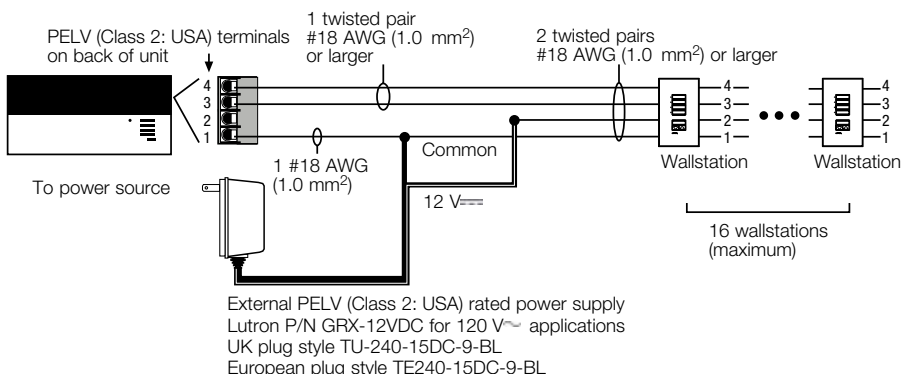 1 twisted pair
#18 AWG (1.0 mm²)
or larger
PELV (Class 2: USA) terminals
on back of unit
2 twisted pairs
#18 AWG (1.0 mm²) or larger
4
3
2
1
4
3
2
1
4
3
2
1
Common
1 #18 AWG
(1.0 mm²)
Wallstation
Wallstation
To power source
12 V⎓
16 wallstations
(maximum)
External PELV (Class 2: USA) rated power supply
Lutron P/N GRX-12VDC for 120 V~ applications
UK plug style TU-240-15DC-9-BL
European plug style TE240-15DC-9-BL